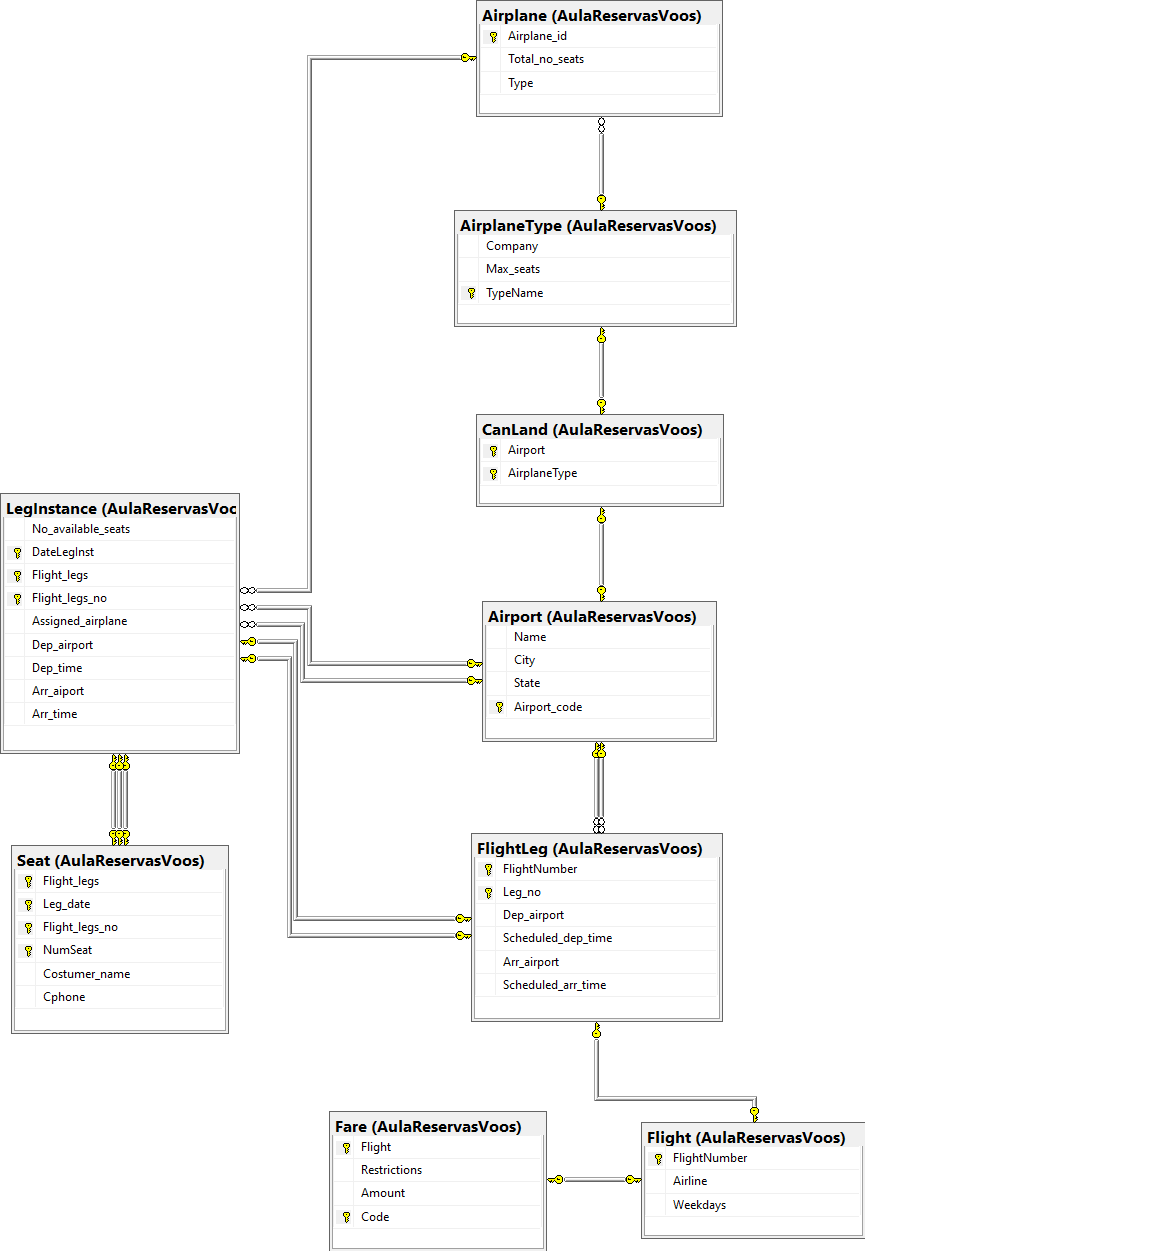 Airplane (AulaReservasVoos)
Airplane_id
Total_no_seats
Type
AirplaneType (AulaReservasVoos)
Company
Max_seats
TypeName
CanLand (AulaReservasVoos)
Airport
AirplaneType
LegInstance (AulaReservasVoo
No_available_seats
DateLegInst
Flight_legs
Flight_legs_no
Assigned_airplane
Dep_airport
Dep_time
Arr_aiport
Arr_time
Airport (AulaReservasVoos)
Name
City
State
Airport_code
Seat (AulaReservasVoos)
Flight_legs
Leg_date
Flight_legs_no
NumSeat
Costumer_name
Cphone
FlightLeg (AulaReservasVoos)
FlightNumber
Leg_no
Dep_airport
Scheduled_dep_time
Arr_airport
Scheduled_arr_time
Fare (AulaReservasVoos)
Flight
Restrictions
Amount
Code
Flight (AulaReservasVoos)
FlightNumber
Airline
Weekdays